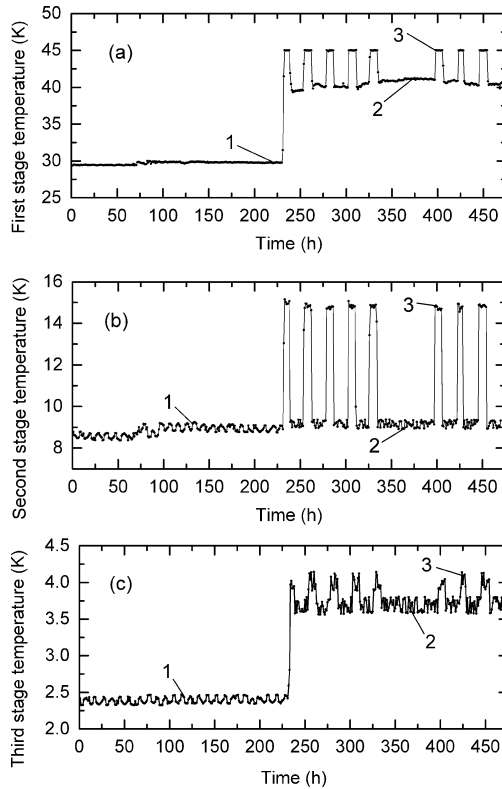 First stage temperature (K)
50
45
40
35
30
25
(a)
1
2
3
0 50 100 150 200 250 300 350 400 450
Time (h)
Second stage temperature (K)
16
14
12
10
8
(b)
1
2
3
0 50 100 150 200 250 300 350 400 450
Time (h)
Third stage temperature (K)
4.5
4.0
3.5
3.0
2.5
2.0
(c)
1
2
3
0 50 100 150 200 250 300 350 400 450
Time (h)